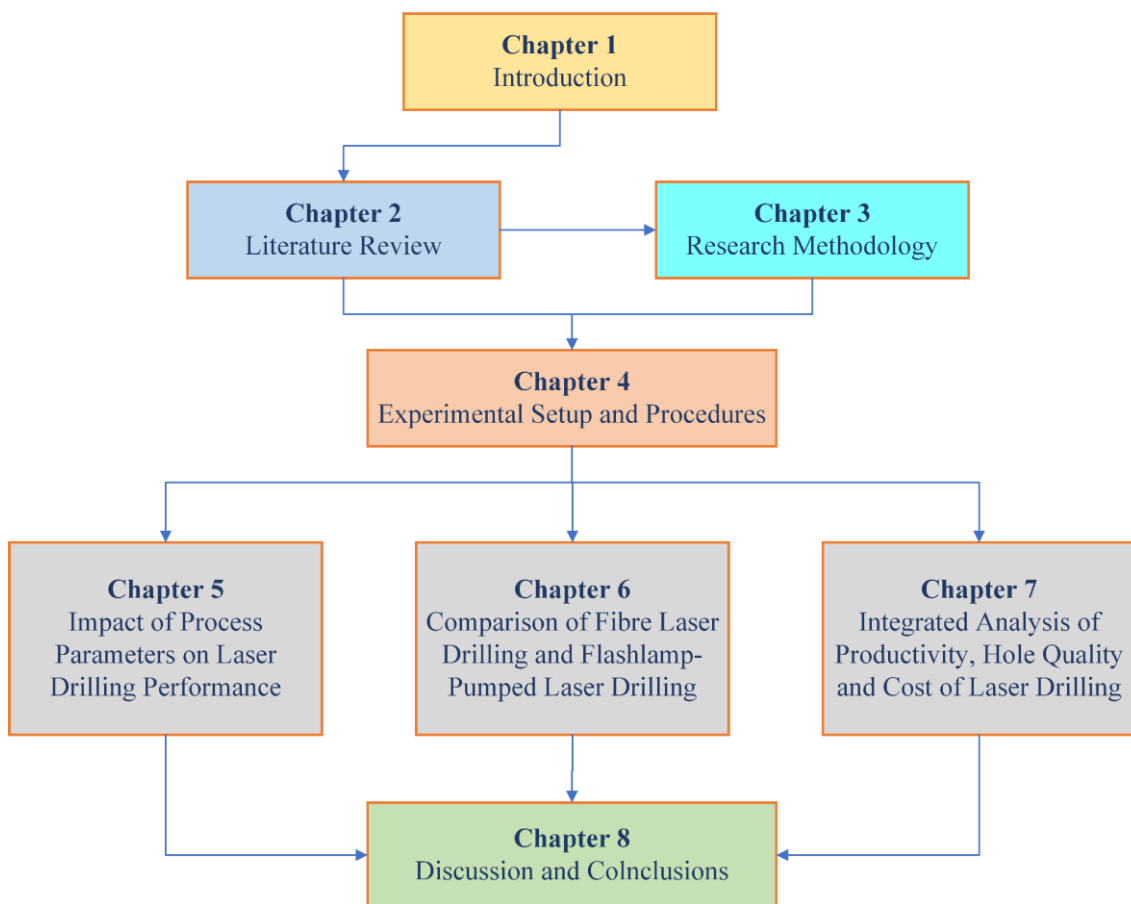 Chapter 1
Introduction
Chapter 2
Literature Review
Chapter 3
Research Methodology
Chapter 4
Experimental Setup and Procedures
Chapter 5
Impact of Process
Parameters on Laser
Drilling Performance
Chapter 6
Comparison of Fibre Laser
Drilling and Flashlamp-
Pumped Laser Drilling
Chapter 7
Integrated Analysis of
Productivity, Hole Quality
and Cost of Laser Drilling
Chapter 8
Discussion and Colnclusions